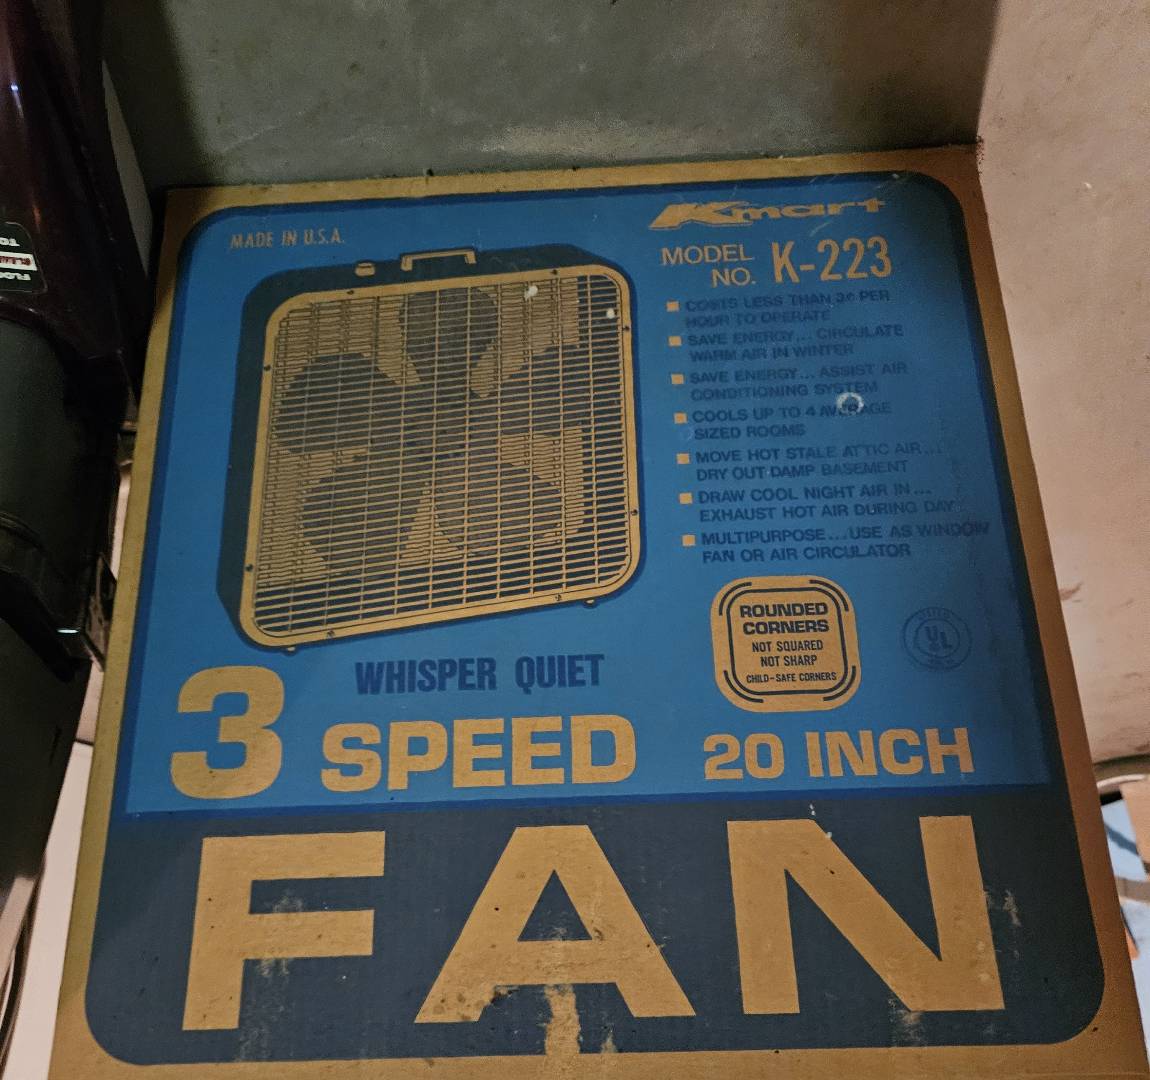 MADE IN U.S.A.
Kmart
MODEL
NO. K-223
COSTS LESS THAN 3¢ PER
HOUR TO OPERATE
SAVE ENERGY... CIRCULATE
WARM AIR IN WINTER
SAVE ENERGY... ASSIST AIR
CONDITIONING SYSTEM
COOLS UP TO 4 AVERAGE
SIZED ROOMS
MOVE HOT STALE ATTIC AIR...
DRY OUT DAMP BASEMENT
DRAW COOL NIGHT AIR IN...
EXHAUST HOT AIR DURING DAY
MULTIPURPOSE...USE AS WINDOW
FAN OR AIR CIRCULATOR
ROUNDED
CORNERS
NOT SQUARED
NOT SHARP
CHILD-SAFE CORNERS
UL
WHISPER QUIET
3 SPEED
20 INCH
FAN